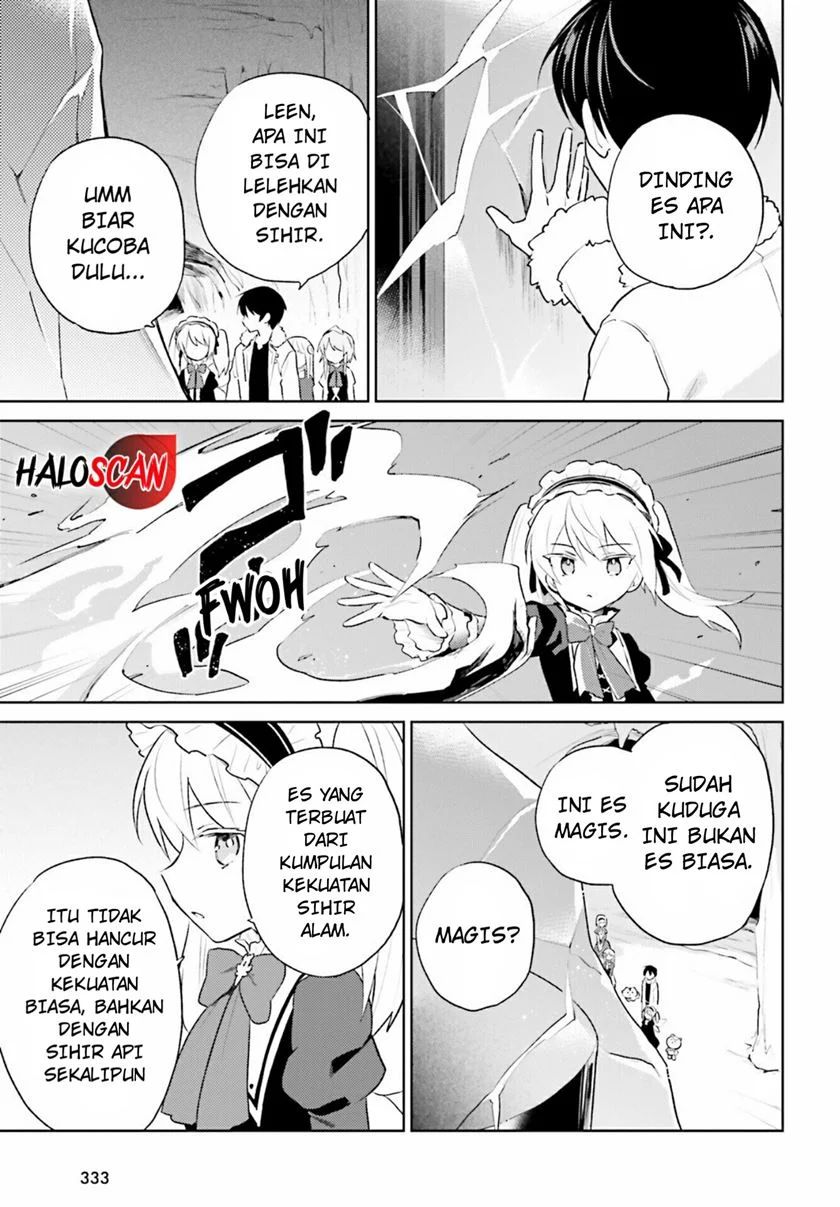 DINDING
ES APA
INI?.
LEEN,
APA INI
BISA DI
LELEHKAN
DENGAN
SIHIR.
UMM
BIAR
KUCOBA
DULU...
HALOSCAN
ゴ
FWOH
SUDAH
KUDUGA
INI BUKAN
ES BIASA.
INI ES
MAGIS.
MAGIS?
ES YANG
TERBUAT
DARI
KUMPULAN
KEKUATAN
SIHIR
ALAM.
ITU TIDAK
BISA HANCUR
DENGAN
KEKUATAN
BIASA, BAHKAN
DENGAN
SIHIR API
SEKALIPUN
333